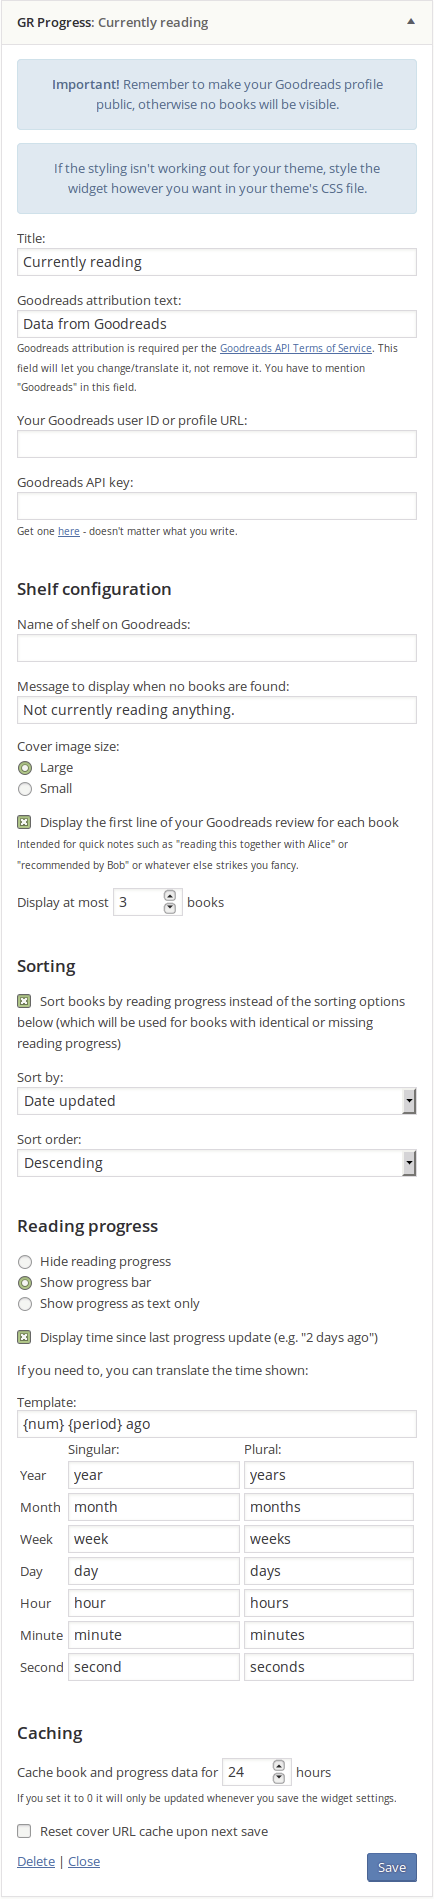 GR Progress: Currently reading
Important! Remember to make your Goodreads profile
public, otherwise no books will be visible.
If the styling isn't working out for your theme, style the
widget however you want in your theme's CSS file.
Title:
Currently reading
Goodreads attribution text:
Data from Goodreads
Goodreads attribution is required per the Goodreads API Terms of Service. This
field will let you change/translate it, not remove it. You have to mention
"Goodreads" in this field.
Your Goodreads user ID or profile URL:
Goodreads API key:
Get one here - doesn't matter what you write.
Shelf configuration
Name of shelf on Goodreads:
Message to display when no books are found:
Not currently reading anything.
Cover image size:
Large
Small
Display the first line of your Goodreads review for each book
Intended for quick notes such as "reading this together with Alice" or
"recommended by Bob" or whatever else strikes you fancy.
Display at most 3 books
Sorting
Sort books by reading progress instead of the sorting options
below (which will be used for books with identical or missing
reading progress)
Sort by:
Date updated
Sort order:
Descending
Reading progress
Hide reading progress
Show progress bar
Show progress as text only
Display time since last progress update (e.g. "2 days ago")
If you need to, you can translate the time shown:
Template:
{num} {period} ago
Singular: Plural:
Year year years
Month month months
Week week weeks
Day day days
Hour hour hours
Minute minute minutes
Second second seconds
Caching
Cache book and progress data for 24 hours
If you set it to 0 it will only be updated whenever you save the widget settings.
Reset cover URL cache upon next save
Delete | Close Save